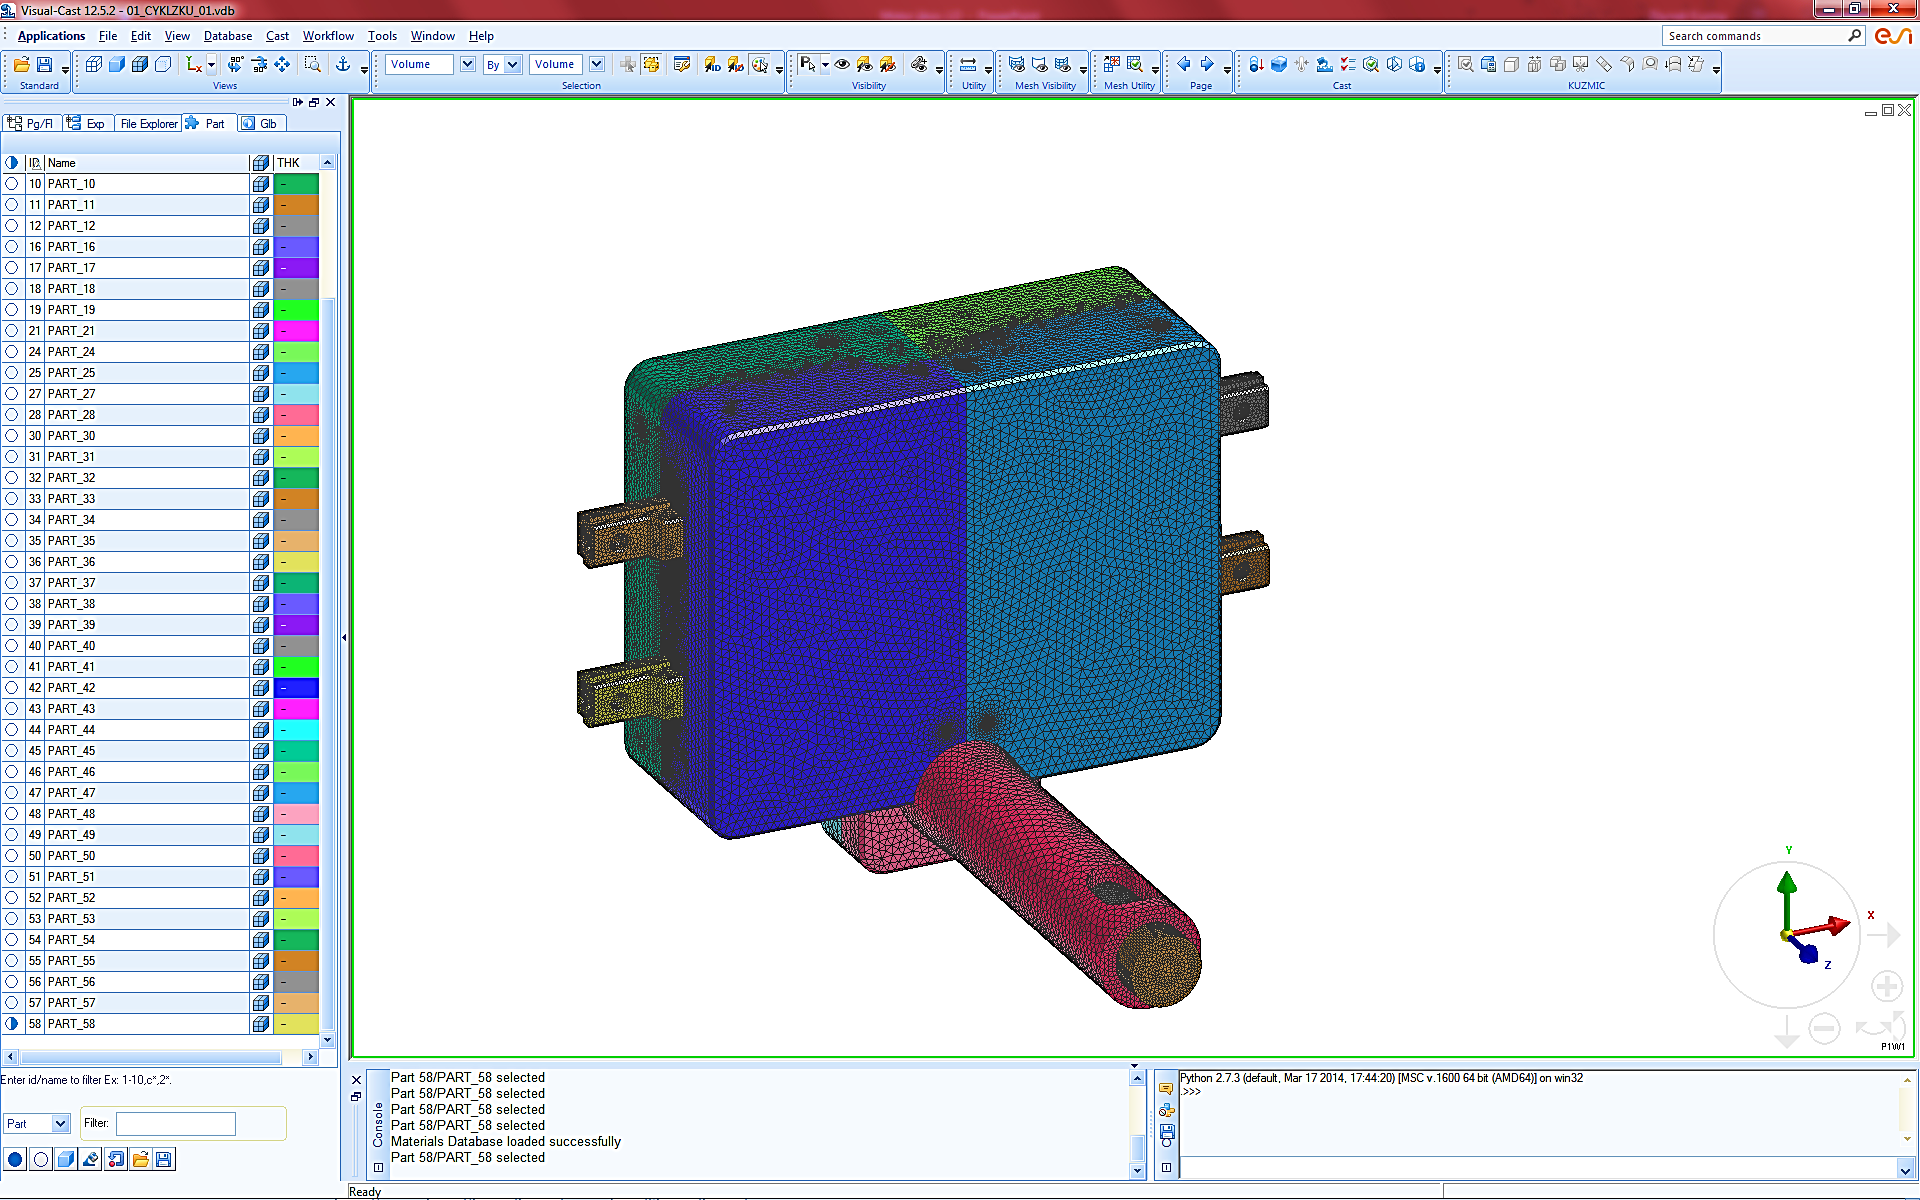 Visual-Cast 12.5.2 - 01_CYKLZKU_01.vdb
Applications File Edit View Database Cast Workflow Tools Window Help
Search commands
esi
Volume By Volume
Standard Views Selection Visibility Utility Mesh Visibility Mesh Utility Page Cast KUZMIC
Pg/Fl Exp File Explorer Part Glb
ID Name THK
10 PART_10 -
11 PART_11 -
12 PART_12 -
16 PART_16 -
17 PART_17 -
18 PART_18 -
19 PART_19 -
21 PART_21 -
24 PART_24 -
25 PART_25 -
27 PART_27 -
28 PART_28 -
30 PART_30 -
31 PART_31 -
32 PART_32 -
33 PART_33 -
34 PART_34 -
35 PART_35 -
36 PART_36 -
37 PART_37 -
38 PART_38 -
39 PART_39 -
40 PART_40 -
41 PART_41 -
42 PART_42 -
43 PART_43 -
44 PART_44 -
45 PART_45 -
46 PART_46 -
47 PART_47 -
48 PART_48 -
49 PART_49 -
50 PART_50 -
51 PART_51 -
52 PART_52 -
53 PART_53 -
54 PART_54 -
55 PART_55 -
56 PART_56 -
57 PART_57 -
58 PART_58 -
Enter id/name to filter Ex: 1-10,c*,2*.
Part Filter:
Y
X
Z
P1W1
Console
Part 58/PART_58 selected
Part 58/PART_58 selected
Part 58/PART_58 selected
Part 58/PART_58 selected
Materials Database loaded successfully
Part 58/PART_58 selected
Python 2.7.3 (default, Mar 17 2014, 17:44:20) [MSC v.1600 64 bit (AMD64)] on win32
>>>
Ready